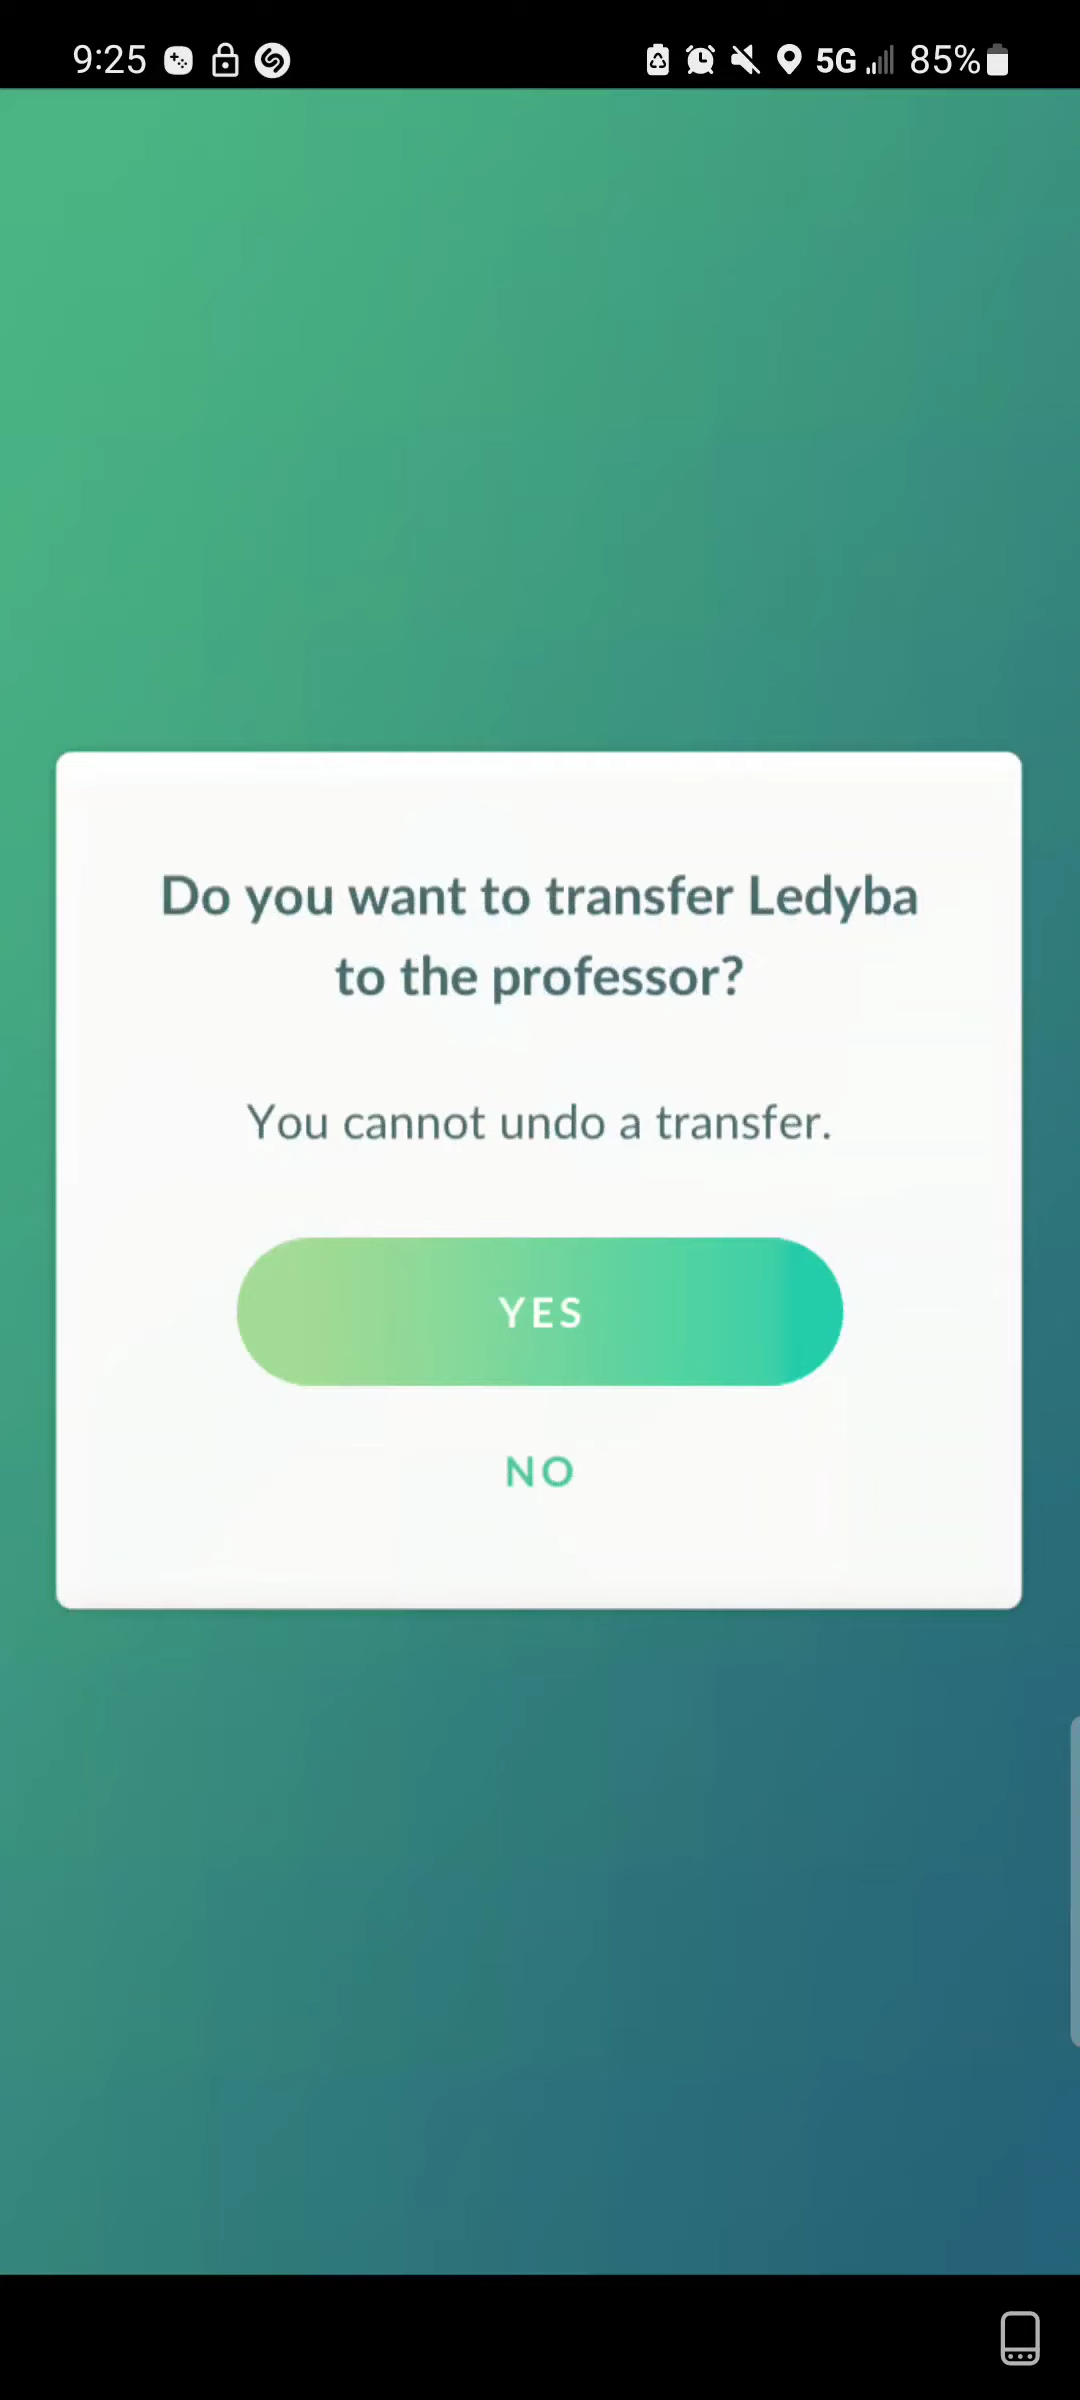 9:25
5G
85%
Do you want to transfer Ledyba
to the professor?
You cannot undo a transfer.
YES
NO